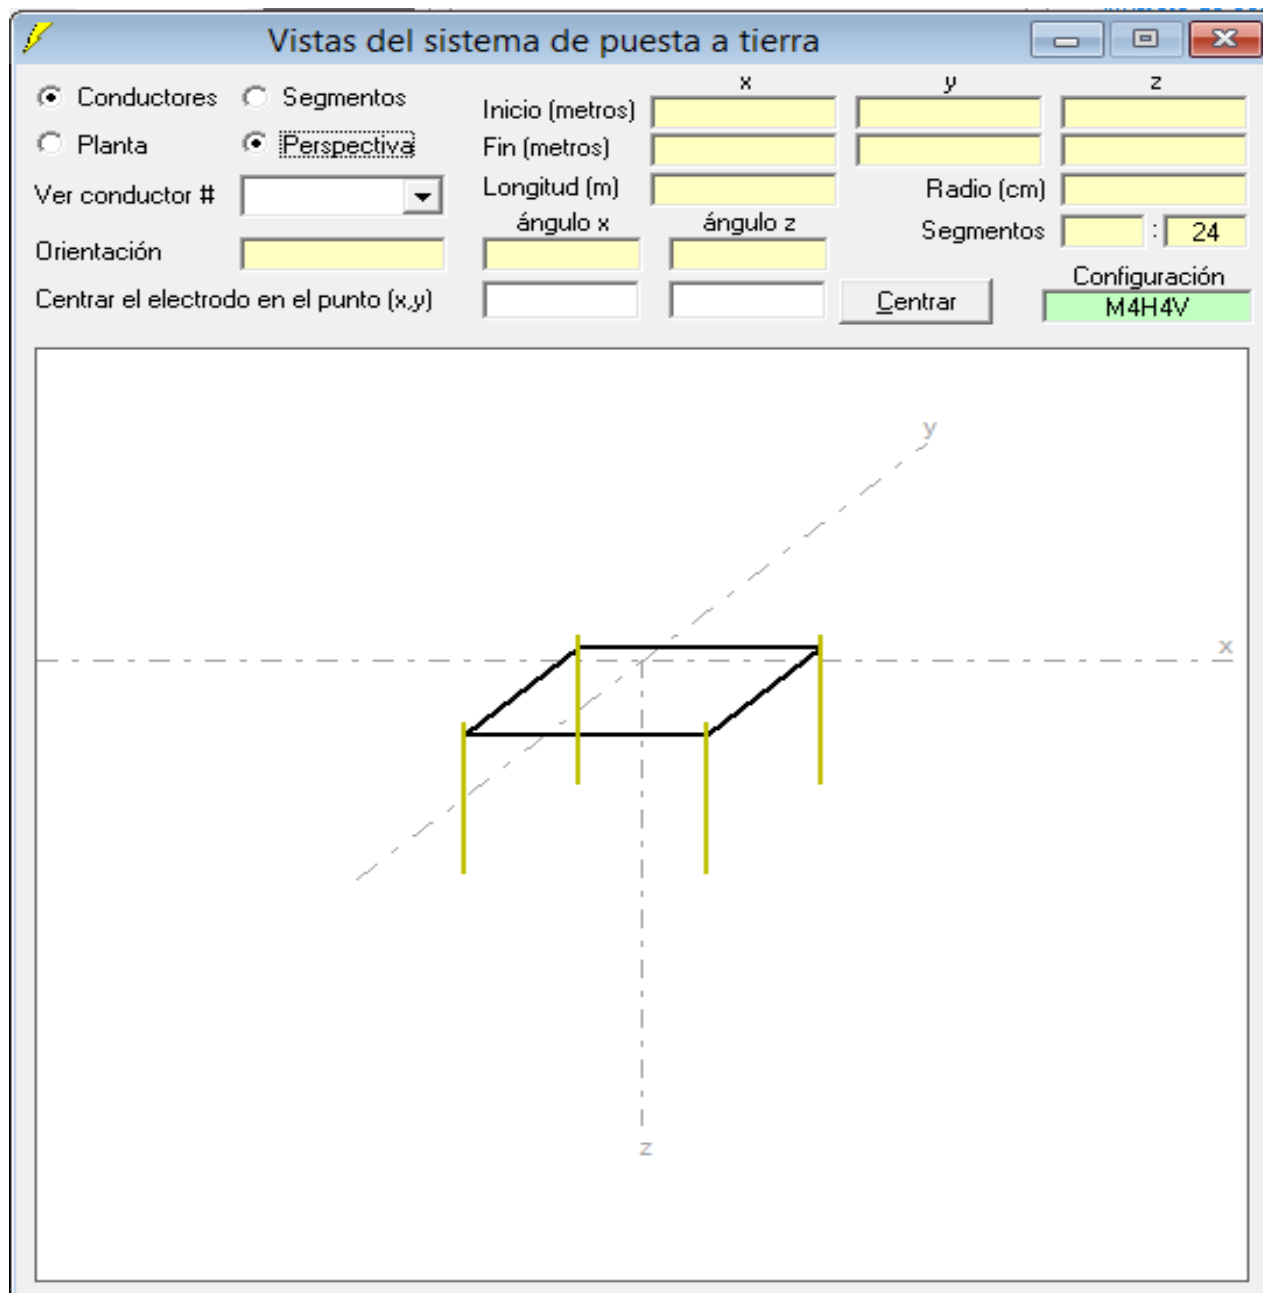 Vistas del sistema de puesta a tierra
Conductores Segmentos
Planta Perspectiva
x y z
Inicio (metros)
Fin (metros)
Longitud (m) Radio (cm)
Ver conductor #
ángulo x ángulo z
Segmentos : 24
Orientación
Centrar el electrodo en el punto (x,y) Centrar
Configuración
M4H4V
y
x
z